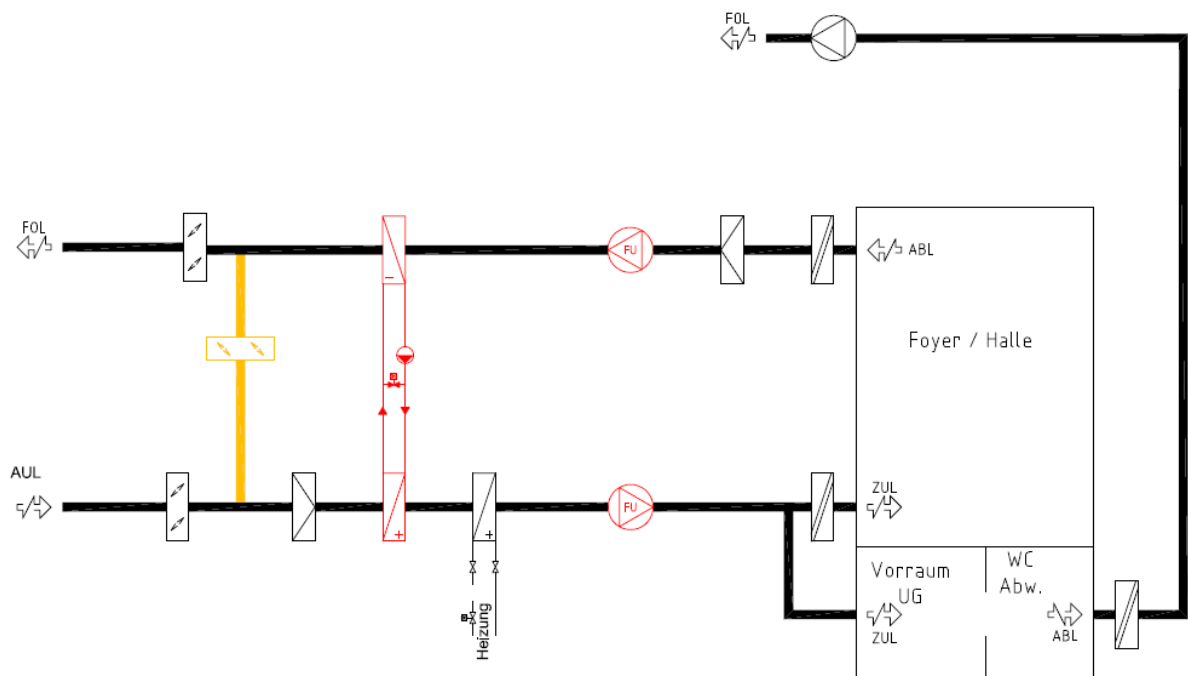 FOL
FOL
FU
ABL
Foyer / Halle
AUL
FU
ZUL
Vorraum
UG
WC
Abw.
ZUL
ABL
Heizung